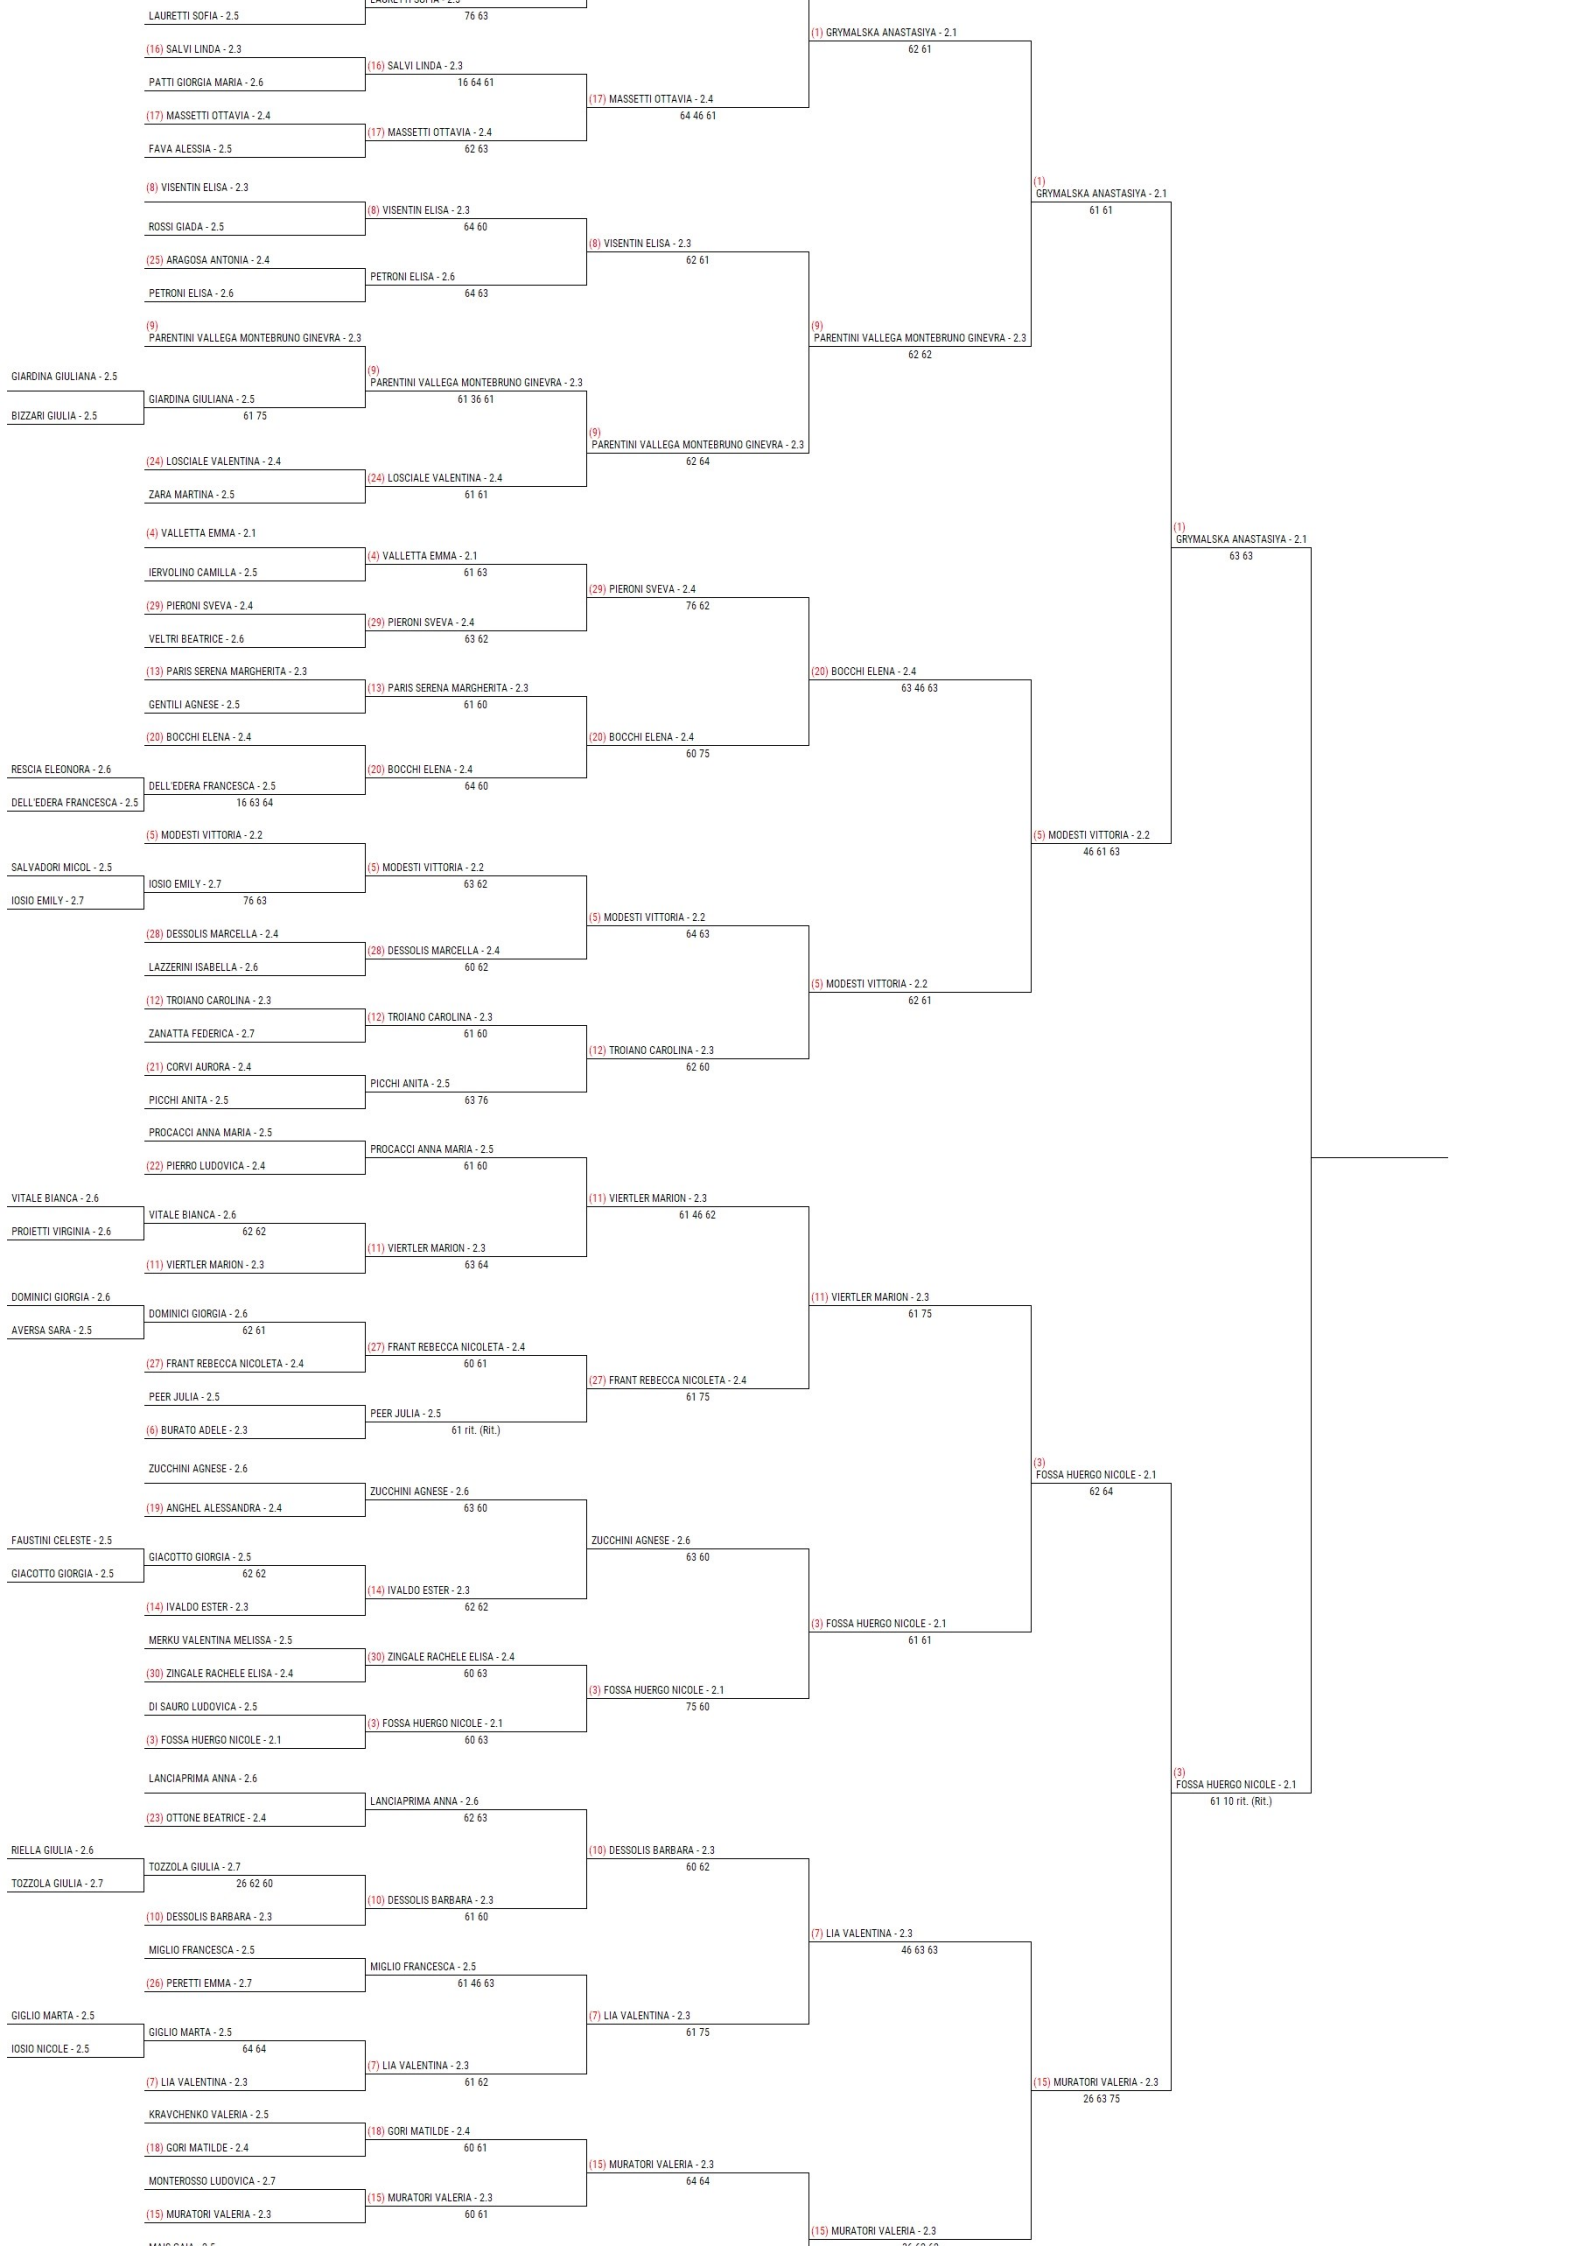 LAURETTI SOFIA - 2.5
76 63
(1) GRYMALSKA ANASTASIYA - 2.1
62 61
(16) SALVI LINDA - 2.3
(16) SALVI LINDA - 2.3
16 64 61
PATTI GIORGIA MARIA - 2.6
(17) MASSETTI OTTAVIA - 2.4
64 46 61
(17) MASSETTI OTTAVIA - 2.4
(17) MASSETTI OTTAVIA - 2.4
62 63
FAVA ALESSIA - 2.5
(1)
GRYMALSKA ANASTASIYA - 2.1
61 61
(8) VISENTIN ELISA - 2.3
(8) VISENTIN ELISA - 2.3
64 60
ROSSI GIADA - 2.5
(8) VISENTIN ELISA - 2.3
62 61
(25) ARAGOSA ANTONIA - 2.4
PETRONI ELISA - 2.6
64 63
PETRONI ELISA - 2.6
(9)
PARENTINI VALLEGA MONTEBRUNO GINEVRA - 2.3
(9)
PARENTINI VALLEGA MONTEBRUNO GINEVRA - 2.3
62 62
GIARDINA GIULIANA - 2.5
(9)
PARENTINI VALLEGA MONTEBRUNO GINEVRA - 2.3
61 36 61
GIARDINA GIULIANA - 2.5
61 75
BIZZARI GIULIA - 2.5
(9)
PARENTINI VALLEGA MONTEBRUNO GINEVRA - 2.3
62 64
(24) LOSCIALE VALENTINA - 2.4
(24) LOSCIALE VALENTINA - 2.4
61 61
ZARA MARTINA - 2.5
(1)
GRYMALSKA ANASTASIYA - 2.1
63 63
(4) VALLETTA EMMA - 2.1
(4) VALLETTA EMMA - 2.1
61 63
IERVOLINO CAMILLA - 2.5
(29) PIERONI SVEVA - 2.4
76 62
(29) PIERONI SVEVA - 2.4
(29) PIERONI SVEVA - 2.4
63 62
VELTRI BEATRICE - 2.6
(20) BOCCHI ELENA - 2.4
63 46 63
(13) PARIS SERENA MARGHERITA - 2.3
(13) PARIS SERENA MARGHERITA - 2.3
61 60
GENTILI AGNESE - 2.5
(20) BOCCHI ELENA - 2.4
(20) BOCCHI ELENA - 2.4
60 75
RESCIA ELEONORA - 2.6
(20) BOCCHI ELENA - 2.4
64 60
DELL'EDERA FRANCESCA - 2.5
16 63 64
DELL'EDERA FRANCESCA - 2.5
(5) MODESTI VITTORIA - 2.2
(5) MODESTI VITTORIA - 2.2
46 61 63
SALVADORI MICOL - 2.5
(5) MODESTI VITTORIA - 2.2
63 62
IOSIO EMILY - 2.7
76 63
IOSIO EMILY - 2.7
(5) MODESTI VITTORIA - 2.2
64 63
(28) DESSOLIS MARCELLA - 2.4
(28) DESSOLIS MARCELLA - 2.4
60 62
LAZZERINI ISABELLA - 2.6
(5) MODESTI VITTORIA - 2.2
62 61
(12) TROIANO CAROLINA - 2.3
(12) TROIANO CAROLINA - 2.3
61 60
ZANATTA FEDERICA - 2.7
(12) TROIANO CAROLINA - 2.3
62 60
(21) CORVI AURORA - 2.4
PICCHI ANITA - 2.5
63 76
PICCHI ANITA - 2.5
PROCACCI ANNA MARIA - 2.5
PROCACCI ANNA MARIA - 2.5
61 60
(22) PIERRO LUDOVICA - 2.4
VITALE BIANCA - 2.6
(11) VIERTLER MARION - 2.3
61 46 62
VITALE BIANCA - 2.6
62 62
PROIETTI VIRGINIA - 2.6
(11) VIERTLER MARION - 2.3
63 64
(11) VIERTLER MARION - 2.3
DOMINICI GIORGIA - 2.6
(11) VIERTLER MARION - 2.3
61 75
DOMINICI GIORGIA - 2.6
62 61
AVERSA SARA - 2.5
(27) FRANT REBECCA NICOLETA - 2.4
60 61
(27) FRANT REBECCA NICOLETA - 2.4
(27) FRANT REBECCA NICOLETA - 2.4
61 75
PEER JULIA - 2.5
PEER JULIA - 2.5
61 rit. (Rit.)
(6) BURATO ADELE - 2.3
(3)
FOSSA HUERGO NICOLE - 2.1
62 64
ZUCCHINI AGNESE - 2.6
ZUCCHINI AGNESE - 2.6
63 60
(19) ANGHEL ALESSANDRA - 2.4
FAUSTINI CELESTE - 2.5
ZUCCHINI AGNESE - 2.6
63 60
GIACOTTO GIORGIA - 2.5
62 62
GIACOTTO GIORGIA - 2.5
(14) IVALDO ESTER - 2.3
62 62
(14) IVALDO ESTER - 2.3
(3) FOSSA HUERGO NICOLE - 2.1
61 61
MERKU VALENTINA MELISSA - 2.5
(30) ZINGALE RACHELE ELISA - 2.4
60 63
(30) ZINGALE RACHELE ELISA - 2.4
(3) FOSSA HUERGO NICOLE - 2.1
75 60
DI SAURO LUDOVICA - 2.5
(3) FOSSA HUERGO NICOLE - 2.1
60 63
(3) FOSSA HUERGO NICOLE - 2.1
(3)
FOSSA HUERGO NICOLE - 2.1
61 10 rit. (Rit.)
LANCIAPRIMA ANNA - 2.6
LANCIAPRIMA ANNA - 2.6
62 63
(23) OTTONE BEATRICE - 2.4
RIELLA GIULIA - 2.6
(10) DESSOLIS BARBARA - 2.3
60 62
TOZZOLA GIULIA - 2.7
26 62 60
TOZZOLA GIULIA - 2.7
(10) DESSOLIS BARBARA - 2.3
61 60
(10) DESSOLIS BARBARA - 2.3
(7) LIA VALENTINA - 2.3
46 63 63
MIGLIO FRANCESCA - 2.5
MIGLIO FRANCESCA - 2.5
61 46 63
(26) PERETTI EMMA - 2.7
GIGLIO MARTA - 2.5
(7) LIA VALENTINA - 2.3
61 75
GIGLIO MARTA - 2.5
64 64
IOSIO NICOLE - 2.5
(7) LIA VALENTINA - 2.3
61 62
(7) LIA VALENTINA - 2.3
(15) MURATORI VALERIA - 2.3
26 63 75
KRAVCHENKO VALERIA - 2.5
(18) GORI MATILDE - 2.4
60 61
(18) GORI MATILDE - 2.4
(15) MURATORI VALERIA - 2.3
64 64
MONTEROSSO LUDOVICA - 2.7
(15) MURATORI VALERIA - 2.3
60 61
(15) MURATORI VALERIA - 2.3
(15) MURATORI VALERIA - 2.3